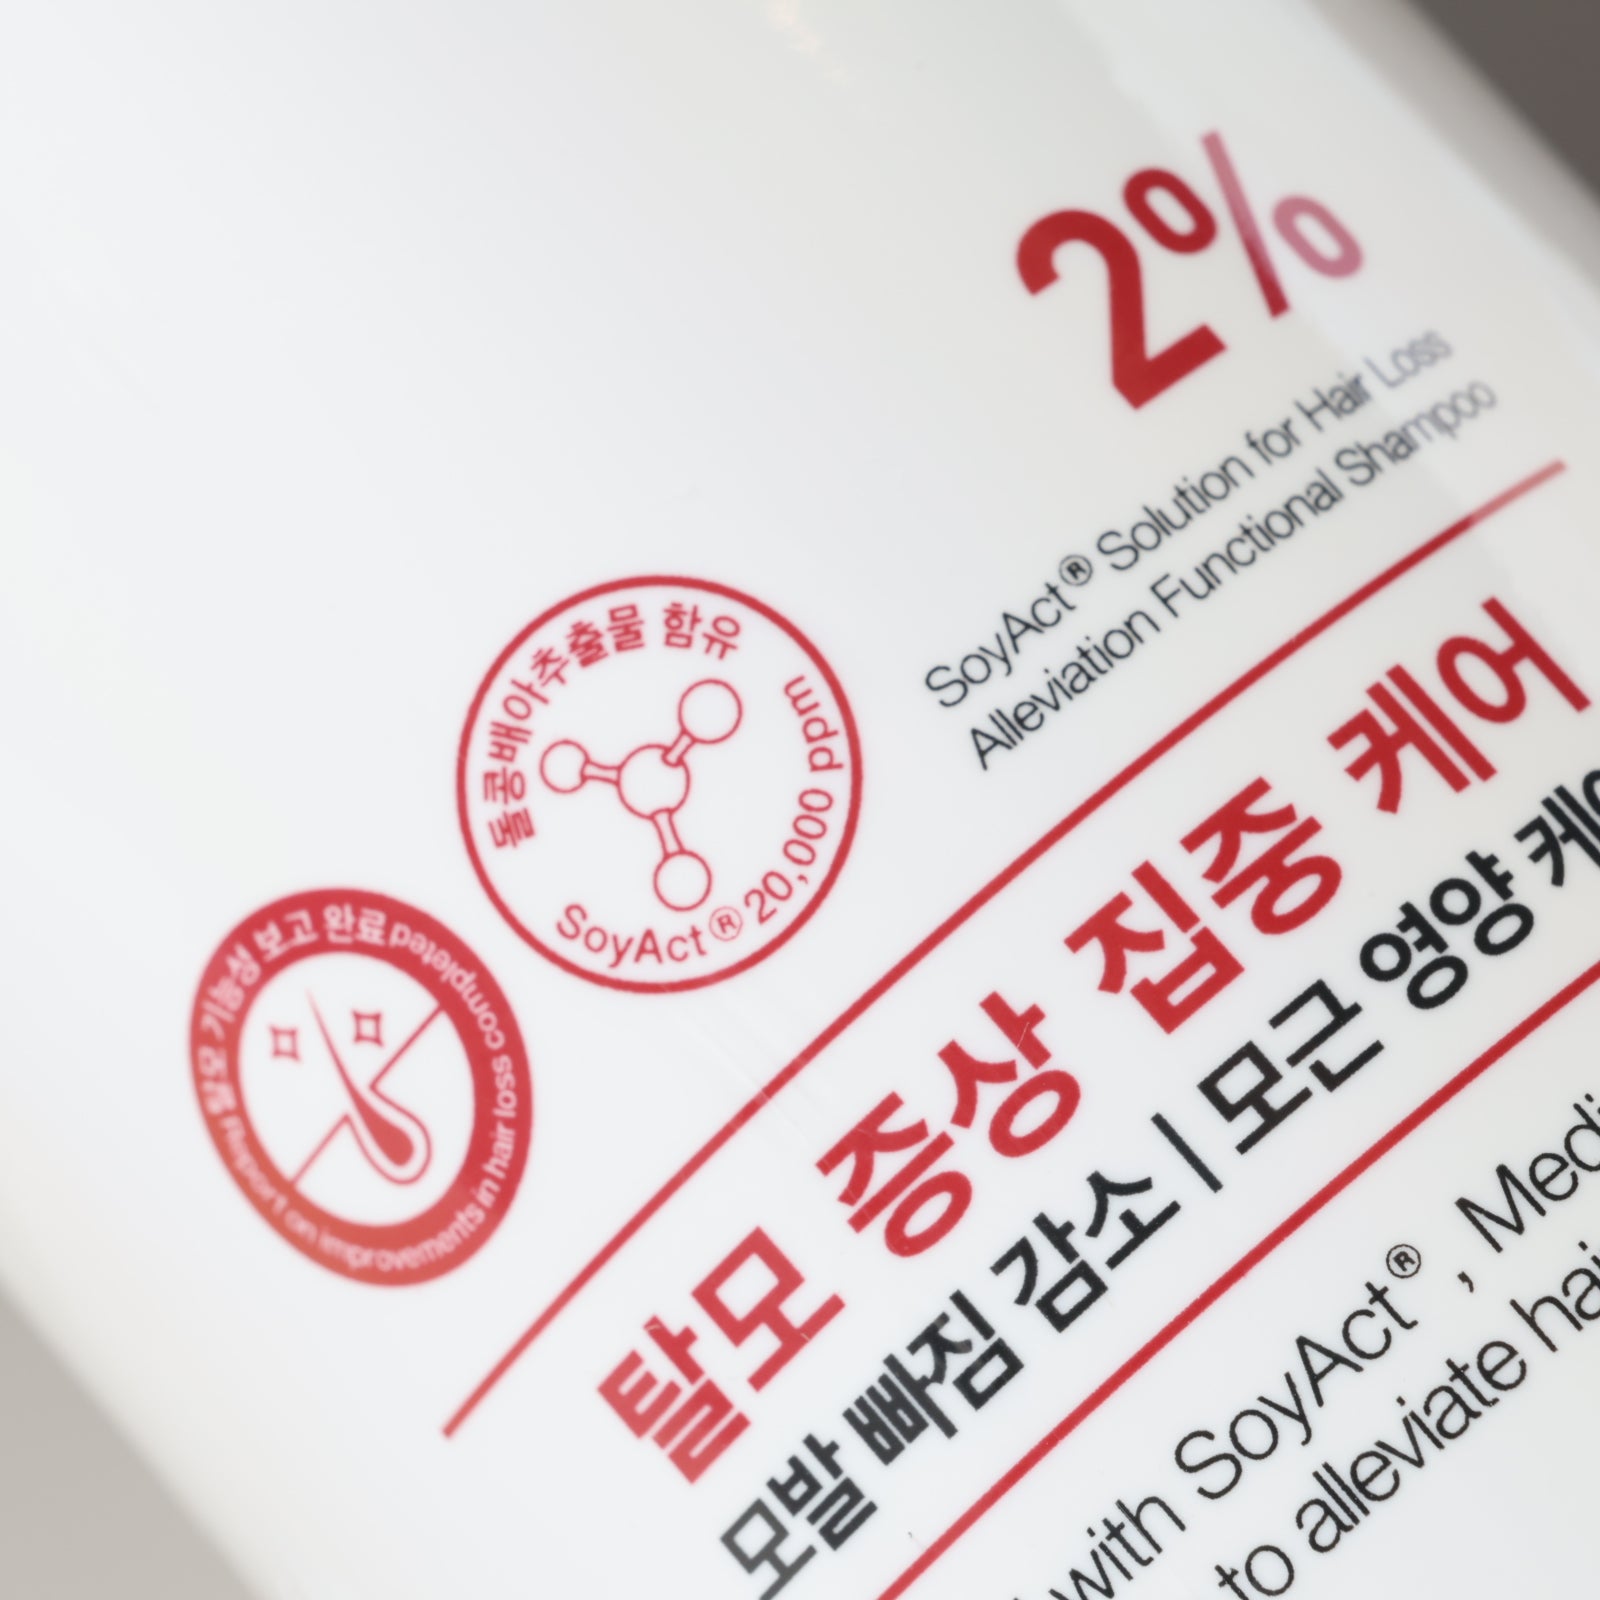 2%
SoyAct® Solution for Hair Loss
Alleviation Functional Shampoo
돌콩배아추출물 함유
SoyAct® 20,000 ppm
탈모 기능성 보고 완료
Report on improvements in hair loss completed
탈모 증상 집중 케어
모발 빠짐 감소 | 모근 영양 케어
with SoyAct®,
to alleviate